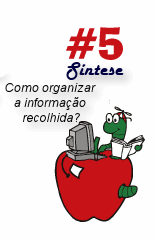 #5
Síntese
Como organizar
a informação
recolhida?